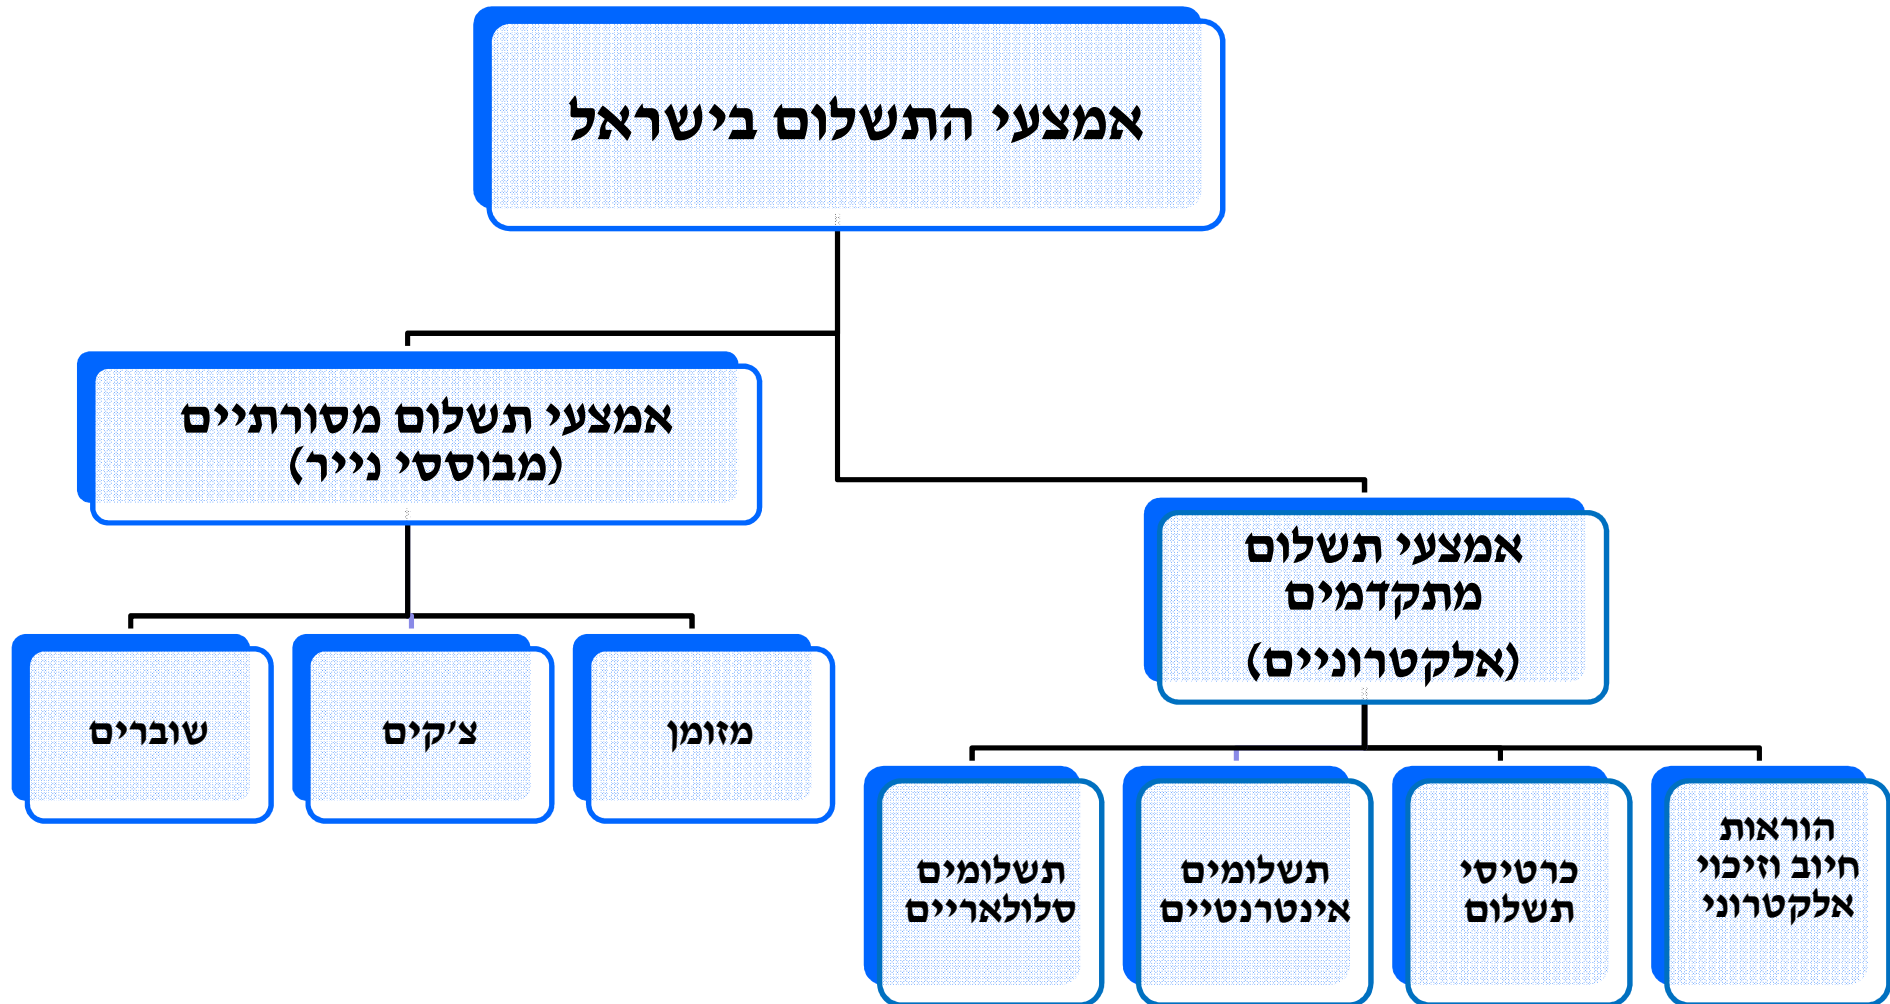 אמצעי התשלום בישראל
אמצעי תשלום מסורתיים
(מבוססי נייר)
אמצעי תשלום
מתקדמים
(אלקטרוניים)
מזומן
צ'קים
שוברים
הוראות
חיוב וזיכוי
אלקטרוני
כרטיסי
תשלום
תשלומים
אינטרנטיים
תשלומים
סלולאריים